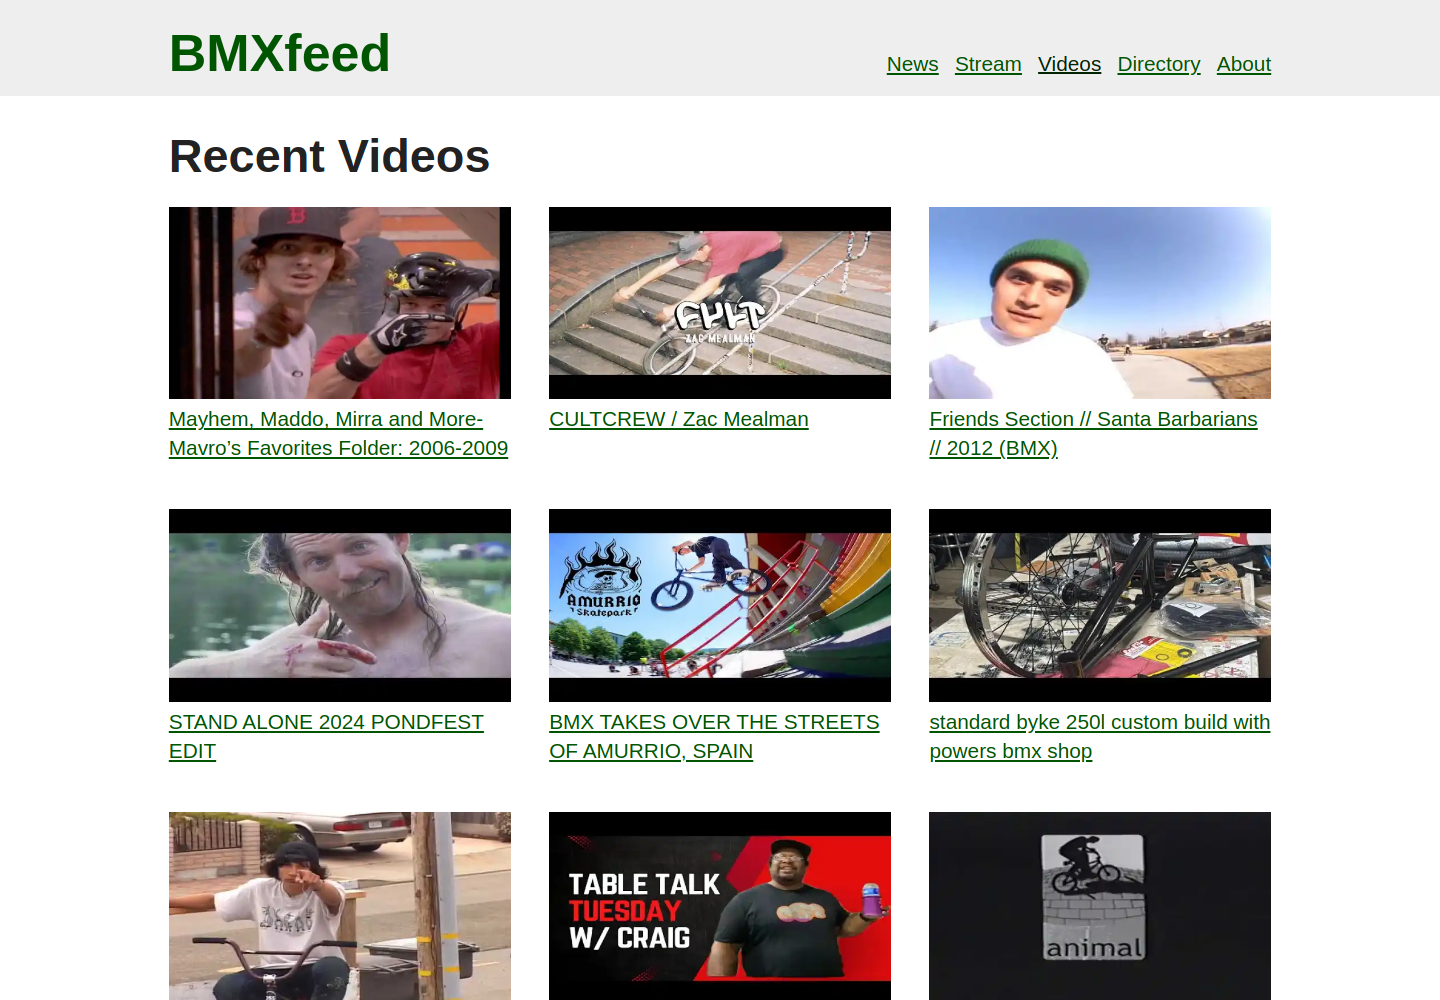 BMXfeed
News Stream Videos Directory About
Recent Videos
B
CULT
ZAC MEALMAN
Mayhem, Maddo, Mirra and More-
Mavro’s Favorites Folder: 2006-2009
CULTCREW / Zac Mealman
Friends Section // Santa Barbarians
// 2012 (BMX)
AMURRIO
Skatepark
STAND ALONE 2024 PONDFEST
EDIT
BMX TAKES OVER THE STREETS
OF AMURRIO, SPAIN
standard byke 250l custom build with
powers bmx shop
TABLE TALK
TUESDAY
W/ CRAIG
animal